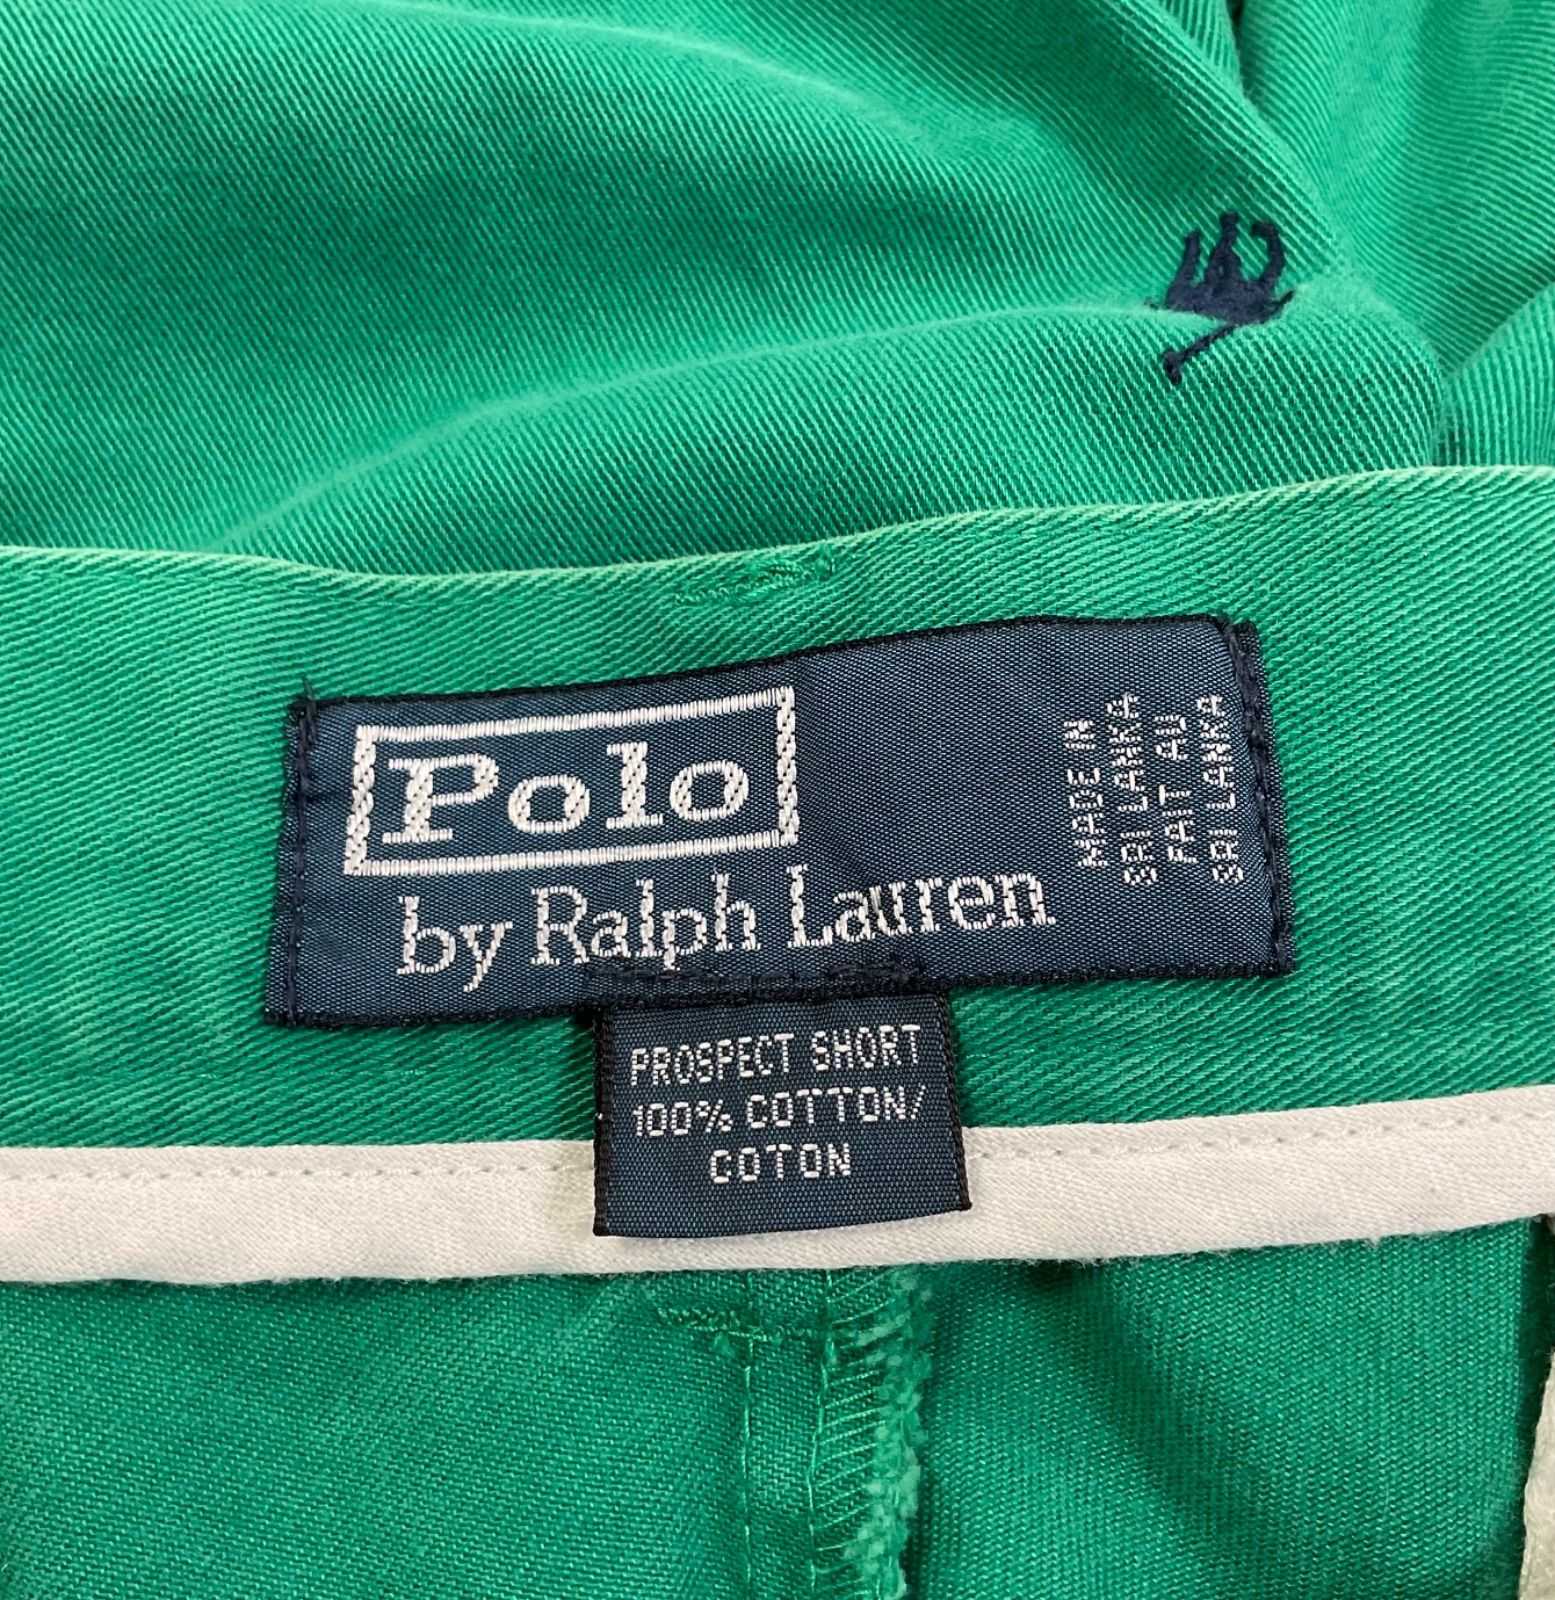 Polo
by Ralph Lauren
MADE IN
SRI LANKA
FAIT AU
SRI LANKA
PROSPECT SHORT
100% COTTON/
COTON